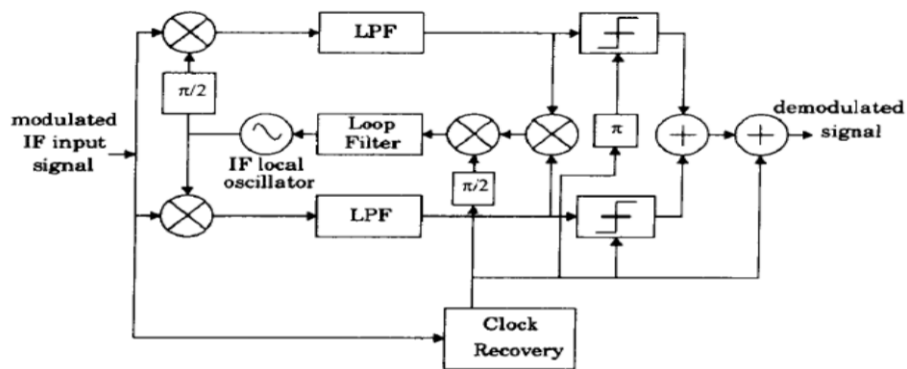 LPF
π/2
modulated
IF input
signal
Loop
Filter
IF local
oscillator
π/2
π
demodulated
signal
LPF
Clock
Recovery